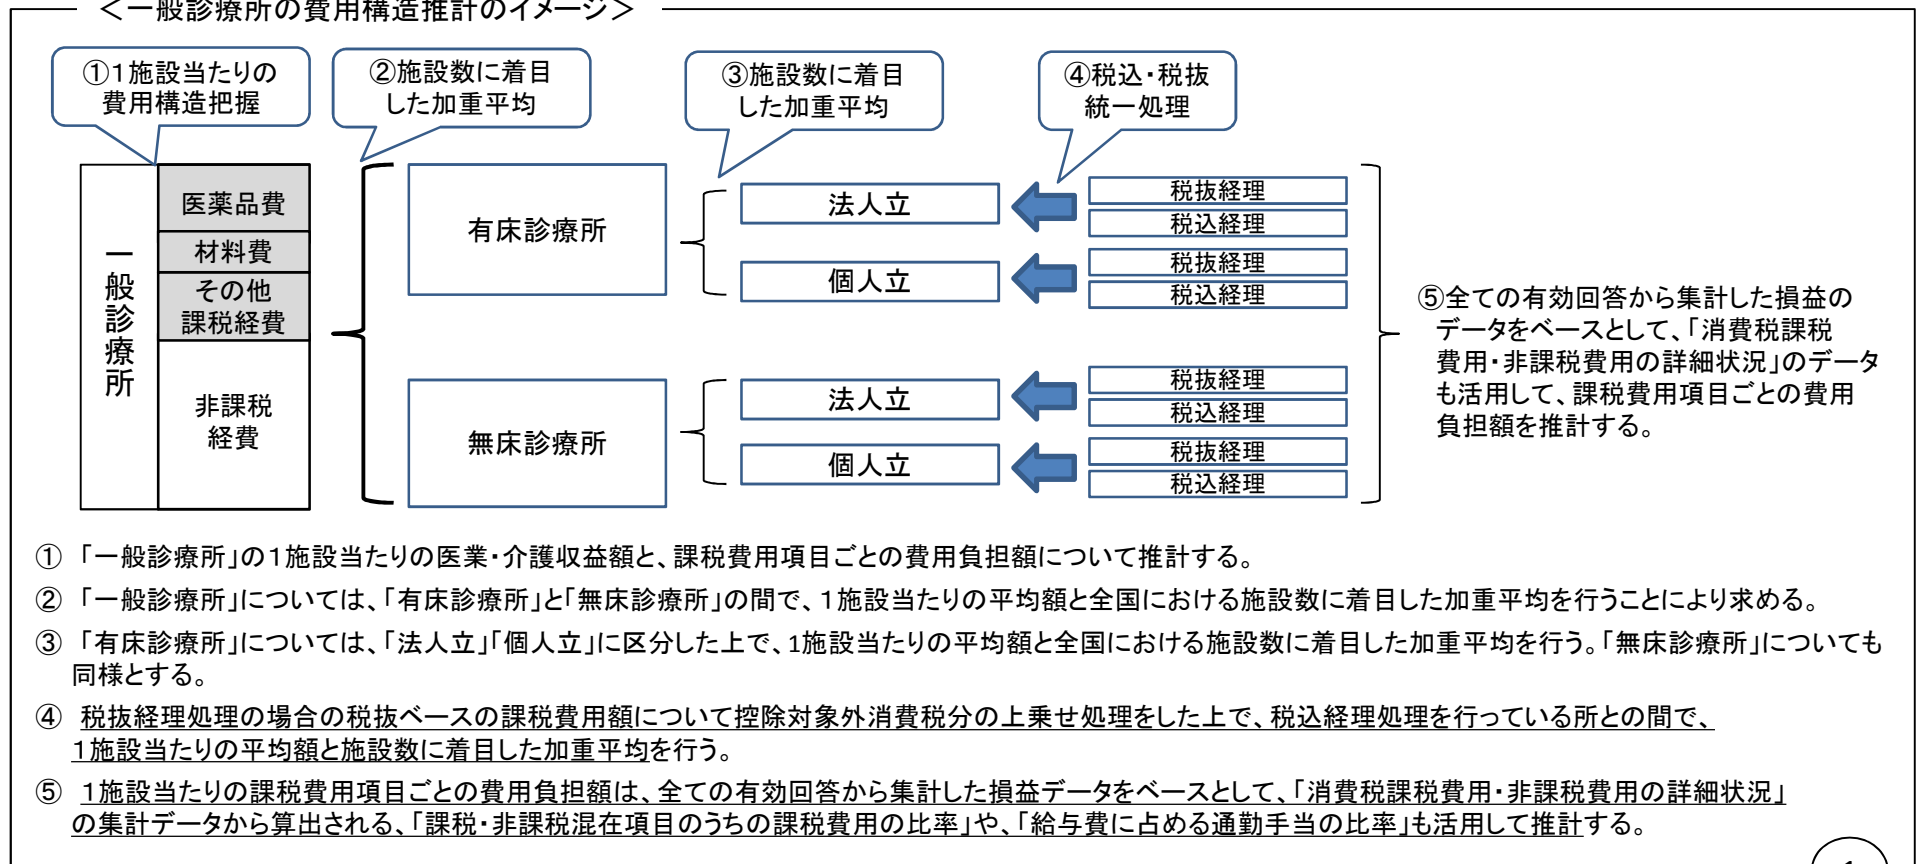 ＜一般診療所の費用構造推計のイメージ＞
①１施設当たりの
費用構造把握
②施設数に着目
した加重平均
③施設数に着目
した加重平均
④税込・税抜
統一処理
一般診療所
医薬品費
材料費
その他
課税経費
非課税
経費
有床診療所
無床診療所
法人立
個人立
法人立
個人立
税抜経理
税込経理
税抜経理
税込経理
税抜経理
税込経理
税抜経理
税込経理
⑤全ての有効回答から集計した損益の
データをベースとして、「消費税課税
費用・非課税費用の詳細状況」のデータ
も活用して、課税費用項目ごとの費用
負担額を推計する。
① 「一般診療所」の１施設当たりの医業・介護収益額と、課税費用項目ごとの費用負担額について推計する。
② 「一般診療所」については、「有床診療所」と「無床診療所」の間で、１施設当たりの平均額と全国における施設数に着目した加重平均を行うことにより求める。
③ 「有床診療所」については、「法人立」「個人立」に区分した上で、1施設当たりの平均額と全国における施設数に着目した加重平均を行う。「無床診療所」についても
同様とする。
④ 税抜経理処理の場合の税抜ベースの課税費用額について控除対象外消費税分の上乗せ処理をした上で、税込経理処理を行っている所との間で、
１施設当たりの平均額と施設数に着目した加重平均を行う。
⑤ １施設当たりの課税費用項目ごとの費用負担額は、全ての有効回答から集計した損益データをベースとして、「消費税課税費用・非課税費用の詳細状況」
の集計データから算出される、「課税・非課税混在項目のうちの課税費用の比率」や、「給与費に占める通勤手当の比率」も活用して推計する。